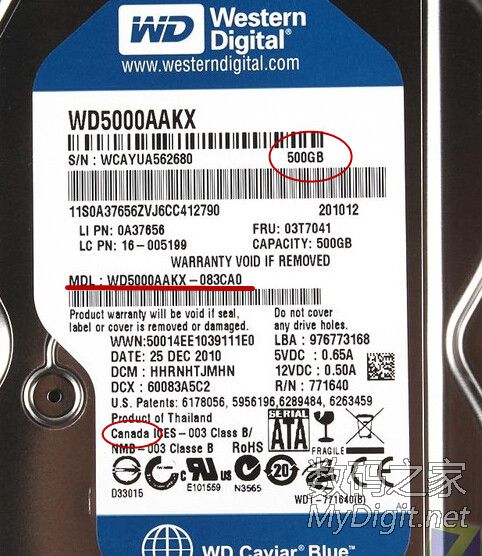 WD Western
Digital®
www.westerndigital.com
WD5000AAKX
S/N : WCAYUA562680 500GB
11S0A37656ZVJ6CC412790 201012
LI PN: 0A37656 FRU: 03T7041
LC PN: 16-005199 CAPACITY: 500GB
WARRANTY VOID IF REMOVED
MDL : WD5000AAKX-083CA0
Product warranty will be void if seal,
label or cover is removed or damaged.
Do not cover
any drive holes.
WWN:50014EE1039111E0 LBA : 976773168
DATE: 25 DEC 2010 5VDC : 0.65A
DCM : HHRNHTJMHN 12VDC : 0.50A
DCX : 60083A5C2 R/N : 771640
U.S. Patents: 6178056, 5956196,6289484, 6263459
Product of Thailand
Canada ICES-003 Class B/
NMB-003 Classe B RoHS
SERIAL
ATA
FRAGILE
C UL US
20
D33015 E101559 N3565
WDT-771640(B)
AG
数码之家
MyDigit.net
WD Caviar® Blue™